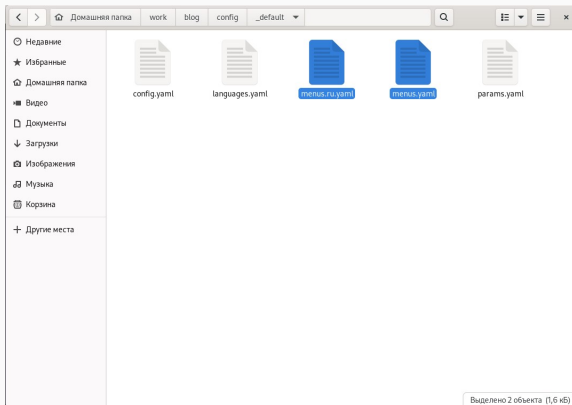 Домашняя папка work blog config _default
Недавние
Избранные
Домашняя папка
Видео
Документы
Загрузки
Изображения
Музыка
Корзина
Другие места
config.yaml languages.yaml menus.ru.yaml menus.yaml params.yaml
Выделено 2 объекта (1,6 кБ)